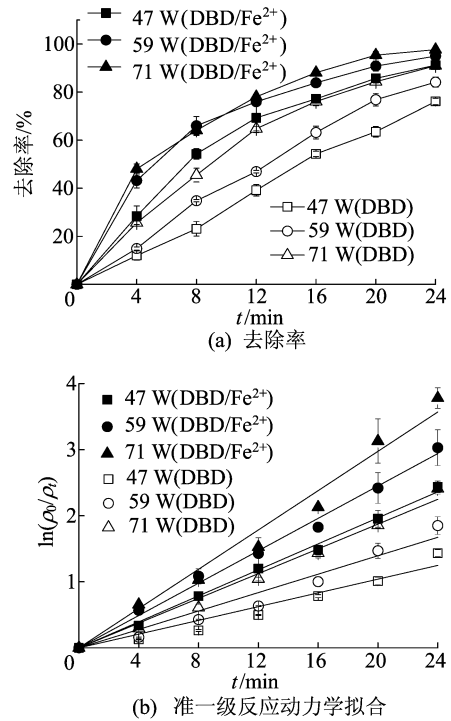 47 W(DBD/Fe²⁺)
59 W(DBD/Fe²⁺)
71 W(DBD/Fe²⁺)
100
80
60
40
20
0
去除率/%
47 W(DBD)
59 W(DBD)
71 W(DBD)
4 8 12 16 20 24
t/min
(a) 去除率
4
3
2
1
0
ln(ρ₀/ρₜ)
47 W(DBD/Fe²⁺)
59 W(DBD/Fe²⁺)
71 W(DBD/Fe²⁺)
47 W(DBD)
59 W(DBD)
71 W(DBD)
4 8 12 16 20 24
t/min
(b) 准一级反应动力学拟合